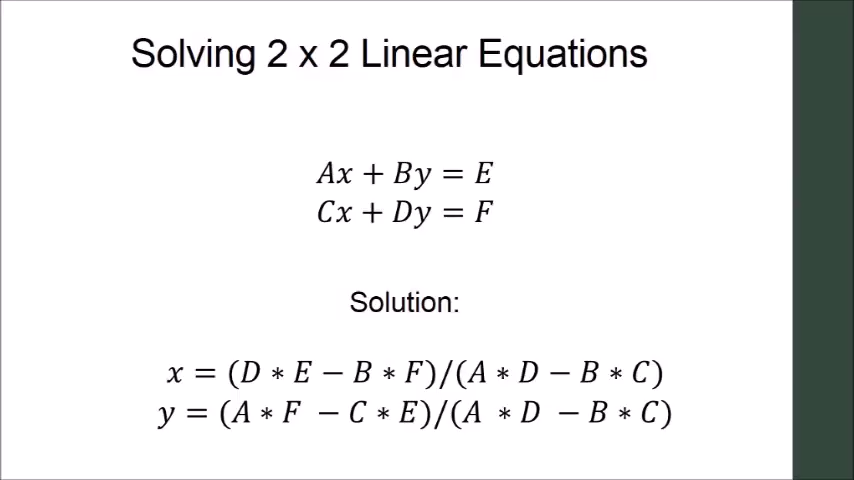 Solving 2 x 2 Linear Equations
Ax + By = E
Cx + Dy = F
Solution:
x = (D * E − B * F)/(A * D − B * C)
y = (A * F − C * E)/(A * D − B * C)